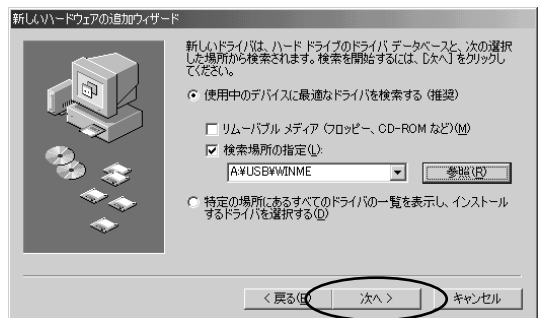 新しいハードウェアの追加ウィザード
新しいドライバは、ハード ドライブのドライバ データベースと、次の選択
した場所から検索されます。検索を開始するには、[次へ] をクリックし
てください。
使用中のデバイスに最適なドライバを検索する (推奨)
リムーバブル メディア (フロッピー、CD-ROM など)(M)
検索場所の指定(L):
A:¥USB¥WINME
参照(R)
特定の場所にあるすべてのドライバの一覧を表示し、インストール
するドライバを選択する(D)
< 戻る(B)
次へ >
キャンセル